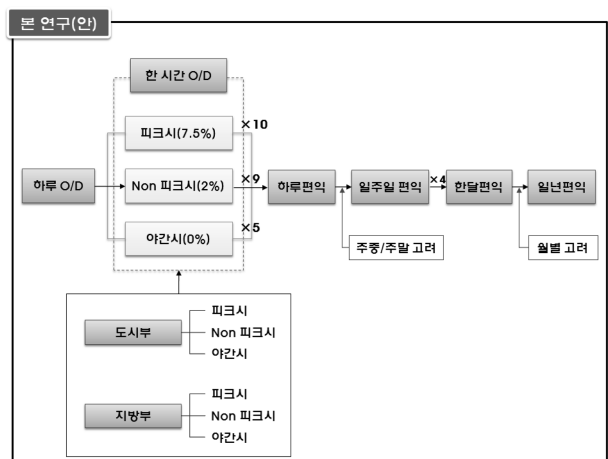 본 연구(안)
한 시간 O/D
피크시(7.5%)
×10
하루 O/D
Non 피크시(2%)
×9
하루편익
일주일 편익
×4
한달편익
일년편익
야간시(0%)
×5
주중/주말 고려
월별 고려
도시부
피크시
Non 피크시
야간시
지방부
피크시
Non 피크시
야간시